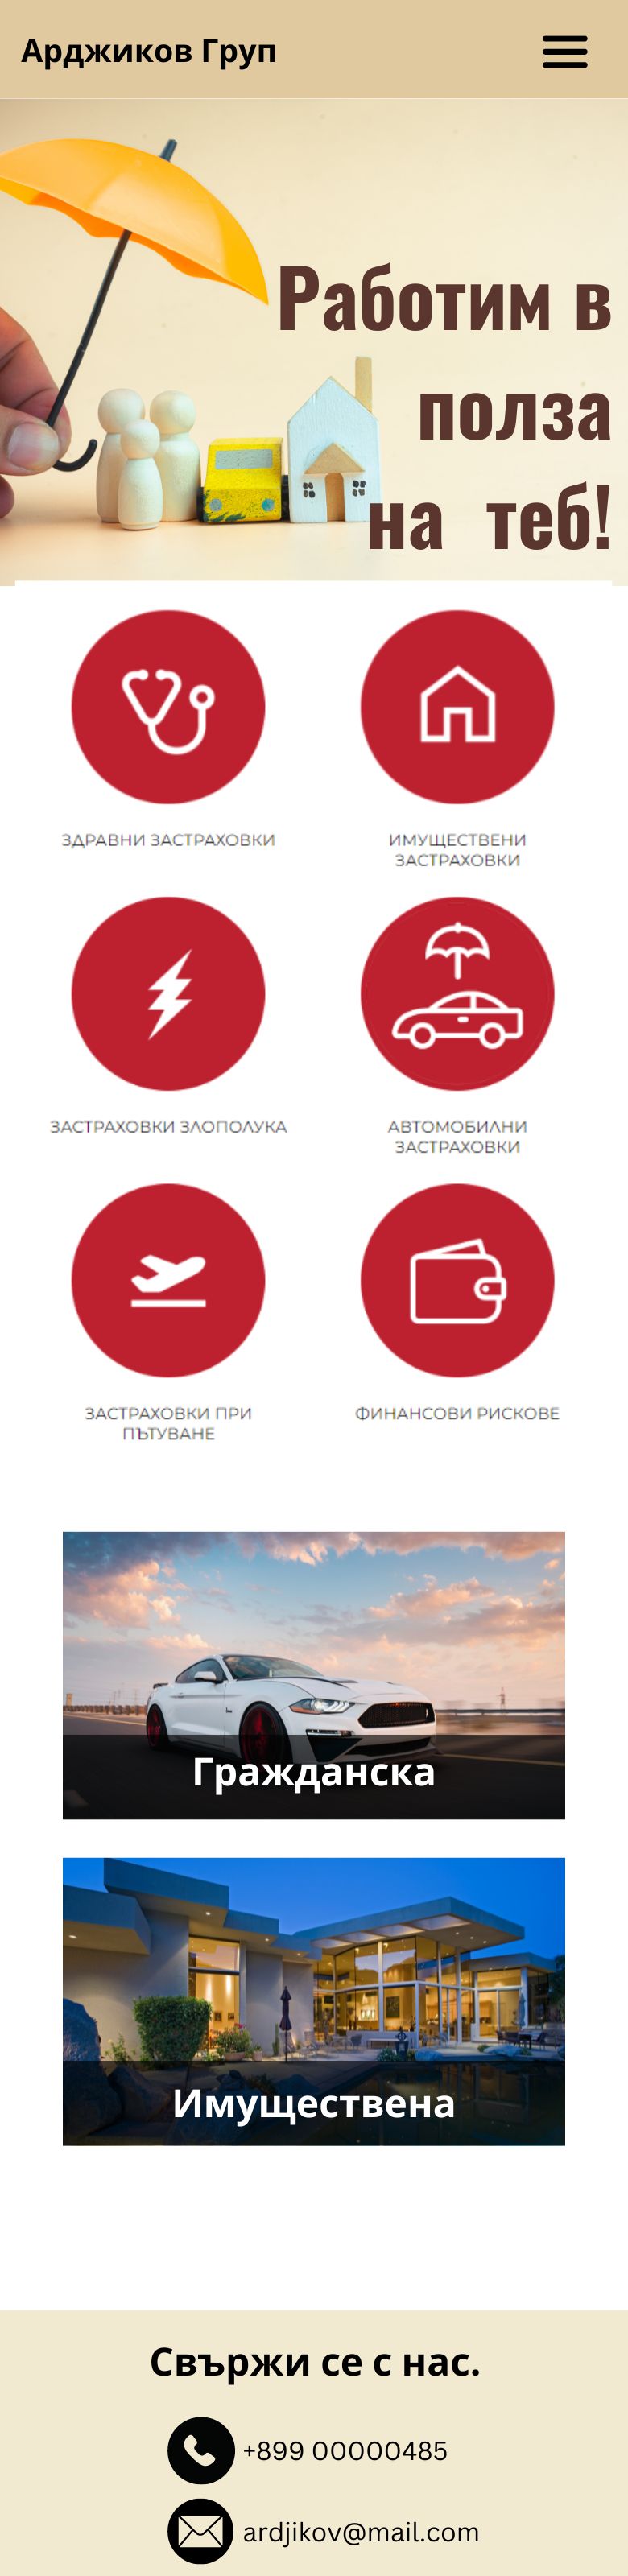 Арджиков Груп
Работим в
полза
на теб!
ЗДРАВНИ ЗАСТРАХОВКИ
ИМУЩЕСТВЕНИ
ЗАСТРАХОВКИ
ЗАСТРАХОВКИ ЗЛОПОЛУКА
АВТОМОБИЛНИ
ЗАСТРАХОВКИ
ЗАСТРАХОВКИ ПРИ
ПЪТУВАНЕ
ФИНАНСОВИ РИСКОВЕ
Гражданска
Имуществена
Свържи се с нас.
+899 00000485
ardjikov@mail.com